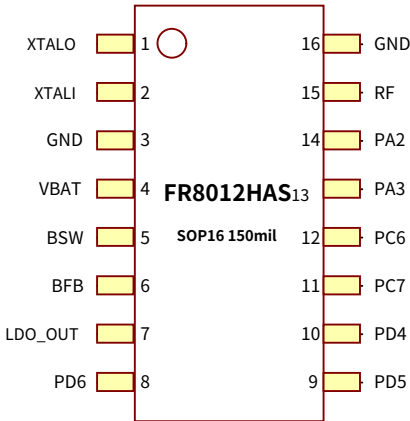 XTALO 1 16 GND
XTALI 2 15 RF
GND 3 14 PA2
VBAT 4 FR8012HAS 13 PA3
BSW 5 SOP16 150mil 12 PC6
BFB 6 11 PC7
LDO_OUT 7 10 PD4
PD6 8 9 PD5